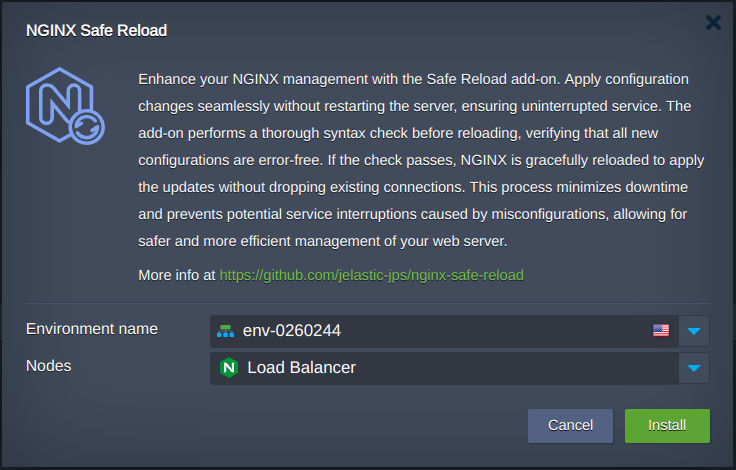 NGINX Safe Reload
Enhance your NGINX management with the Safe Reload add-on. Apply configuration
changes seamlessly without restarting the server, ensuring uninterrupted service. The
add-on performs a thorough syntax check before reloading, verifying that all new
configurations are error-free. If the check passes, NGINX is gracefully reloaded to apply
the updates without dropping existing connections. This process minimizes downtime
and prevents potential service interruptions caused by misconfigurations, allowing for
safer and more efficient management of your web server.
More info at https://github.com/jelastic-jps/nginx-safe-reload
Environment name
env-0260244
Nodes
Load Balancer
Cancel
Install